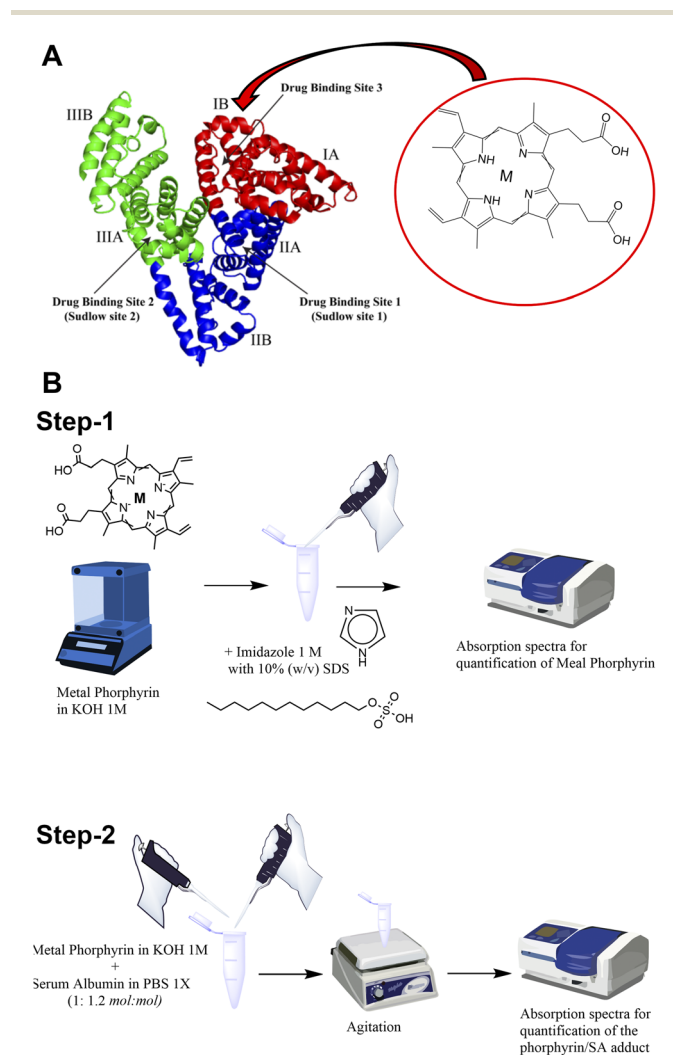 A
IB
Drug Binding Site 3
IIIB
IA
IIIA
IIA
Drug Binding Site 2
(Sudlow site 2)
Drug Binding Site 1
(Sudlow site 1)
IIB
O
OH
N
NH
M
NH
N
O
OH
B
Step-1
O
HO
N
N-
M
O
HO
N-
N
N
N
H
+ Imidazole 1 M
with 10% (w/v) SDS
Absorption spectra for
quantification of Meal Phorphyrin
Metal Phorphyrin
in KOH 1M
O
O
S
OH
O
Step-2
Metal Phorphyrin in KOH 1M
+
Serum Albumin in PBS 1X
(1: 1.2 mol:mol)
Agitation
Absorption spectra for
quantification of the
phorphyrin/SA adduct